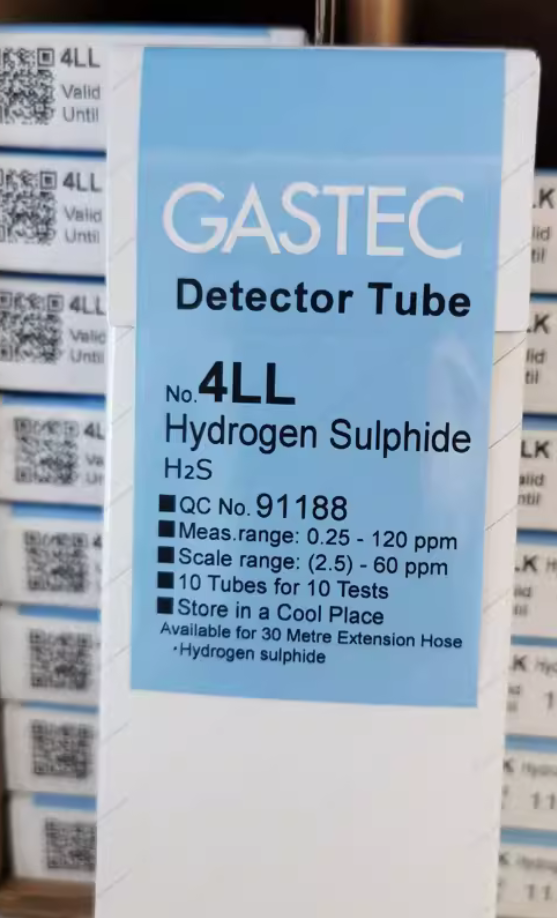 GASTEC
Detector Tube
No.4LL
Hydrogen Sulphide
H2S
■QC No. 91188
■Meas.range: 0.25 - 120 ppm
■Scale range: (2.5) - 60 ppm
■10 Tubes for 10 Tests
■Store in a Cool Place
Available for 30 Metre Extension Hose
・Hydrogen sulphide
4LL
Valid
Until
4LL
Valid
Until
4LL
Valid
Until
4L
LK